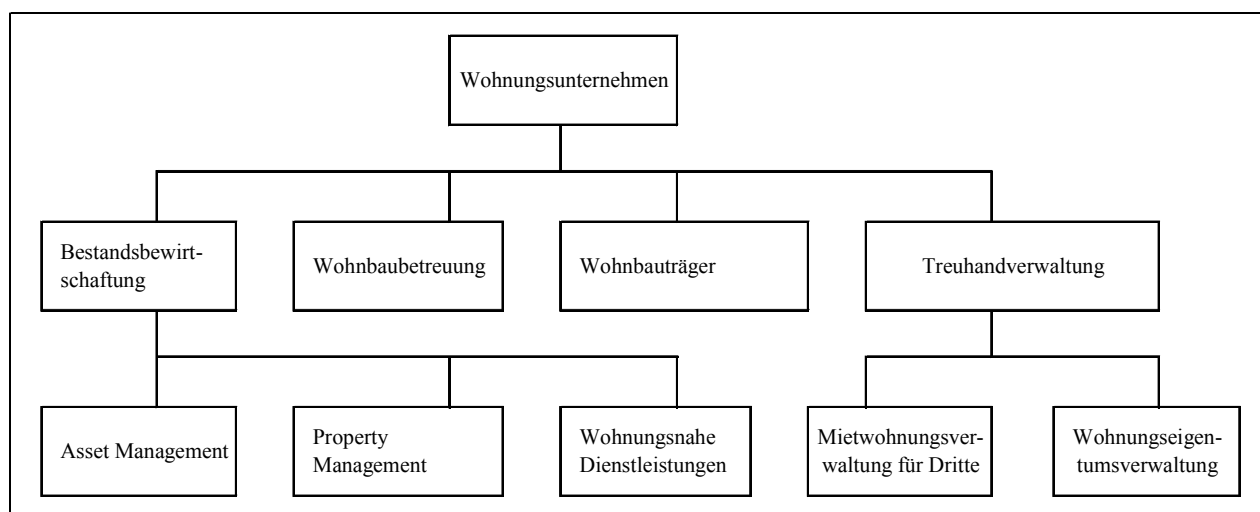 Wohnungsunternehmen
Bestandsbewirt-
schaftung
Wohnbaubetreuung
Wohnbauträger
Treuhandverwaltung
Asset Management
Property
Management
Wohnungsnahe
Dienstleistungen
Mietwohnungsver-
waltung für Dritte
Wohnungseigen-
tumsverwaltung